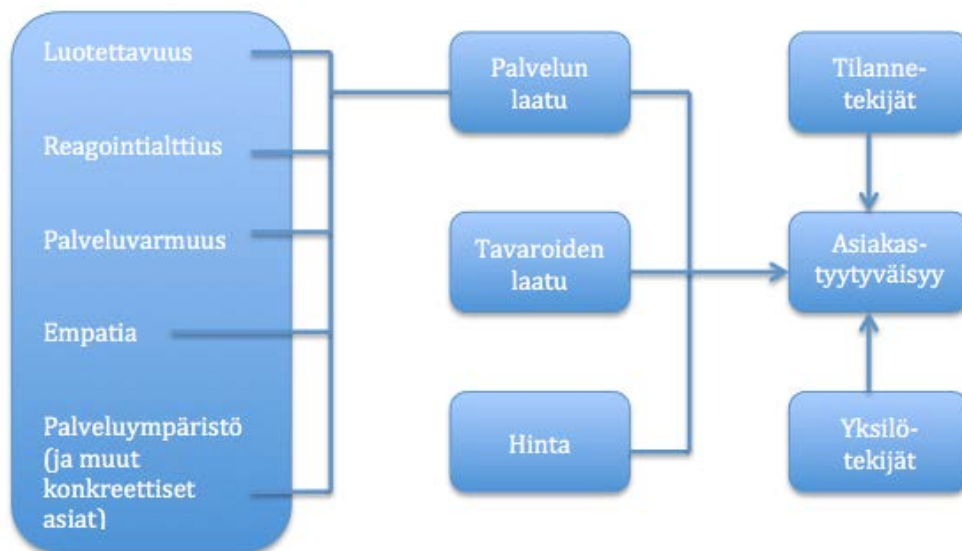 Luotettavuus
Reagointialttius
Palveluvarmuus
Empatia
Palveluympäristö
(ja muut
konkreettiset
asiat)
Palvelun
laatu
Tavaroiden
laatu
Hinta
Tilanne-
tekijät
Asiakas-
tyytyväisyy
Yksilö-
tekijät